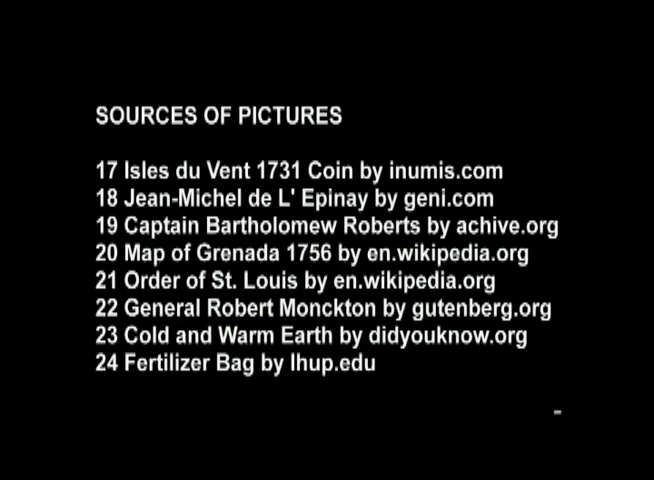 SOURCES OF PICTURES
17 Isles du Vent 1731 Coin by inumis.com
18 Jean-Michel de L' Epinay by geni.com
19 Captain Bartholomew Roberts by achive.org
20 Map of Grenada 1756 by en.wikipedia.org
21 Order of St. Louis by en.wikipedia.org
22 General Robert Monckton by gutenberg.org
23 Cold and Warm Earth by didyouknow.org
24 Fertilizer Bag by lhup.edu